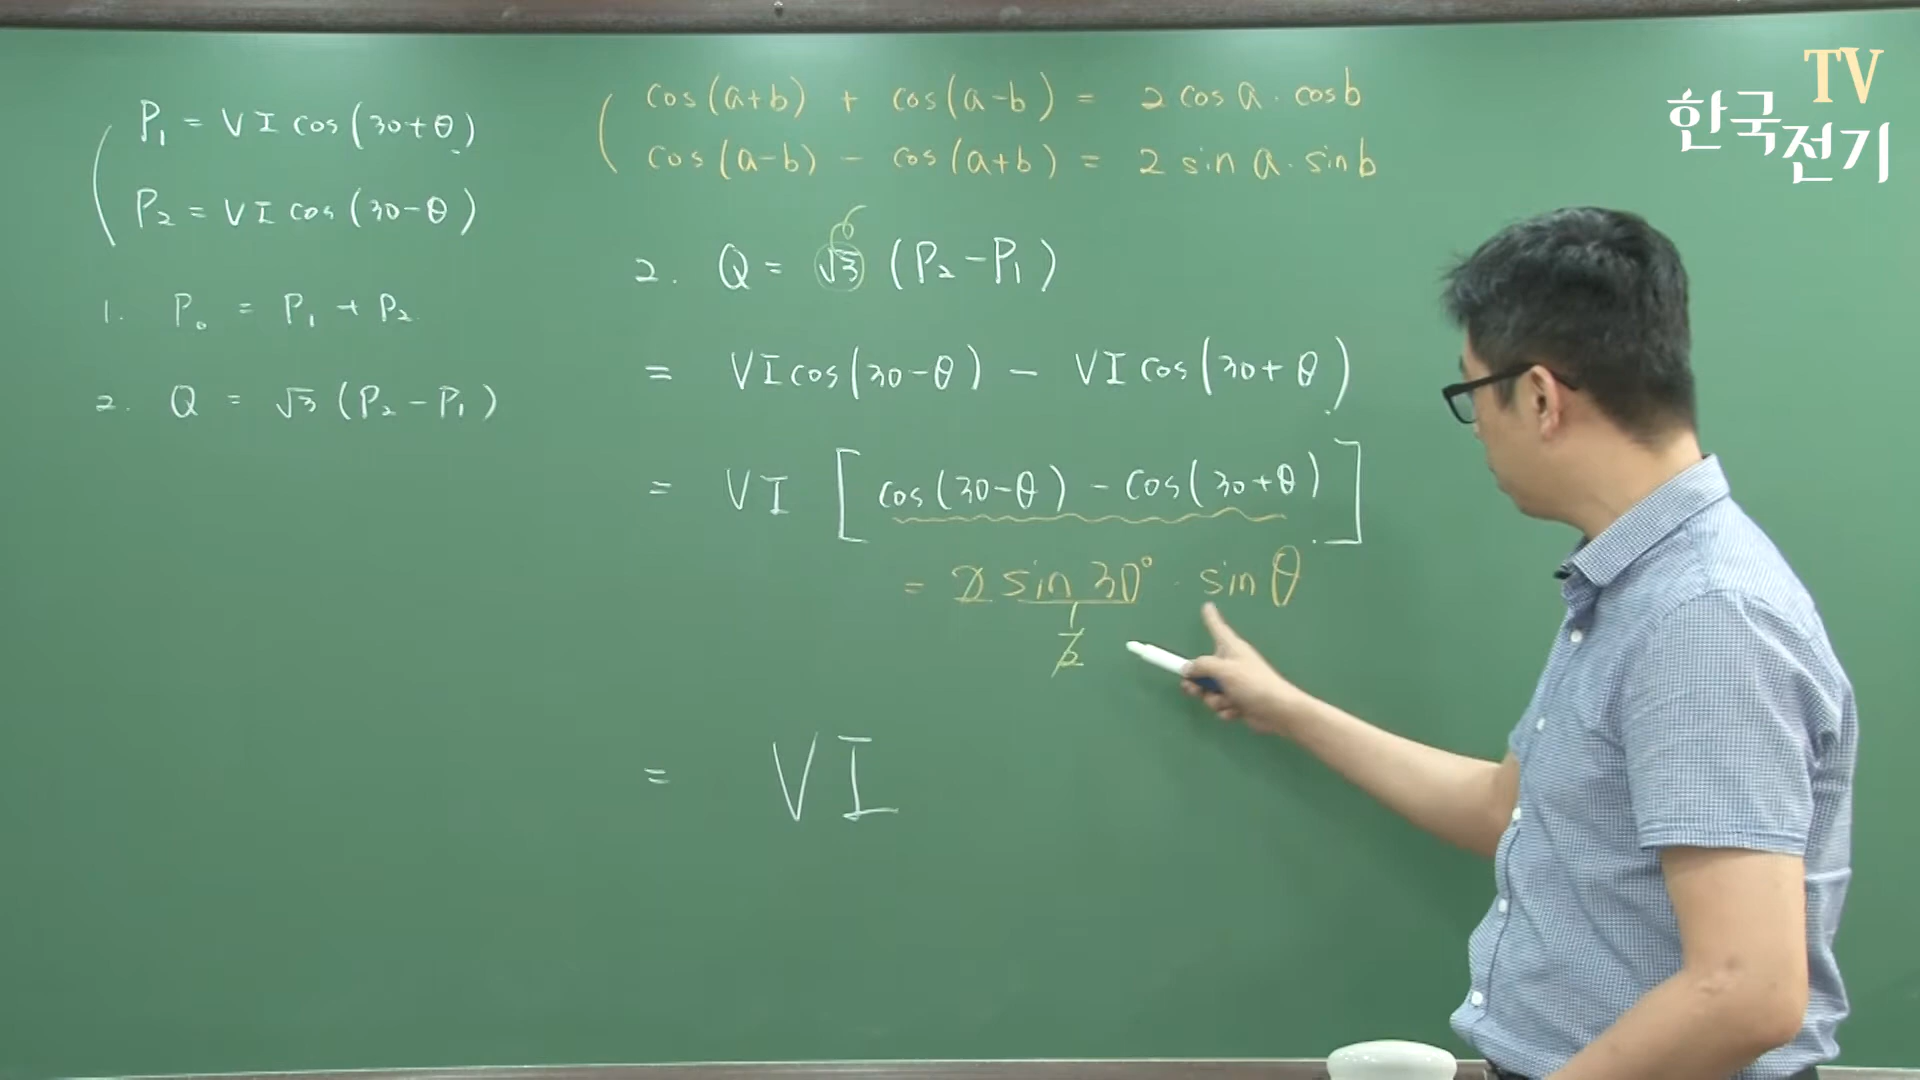 P₁ = VI cos(30+θ)
P₂ = VI cos(30-θ)
1. P₀ = P₁ + P₂
2. Q = √3 (P₂ - P₁)
cos(a+b) + cos(a-b) = 2 cos a · cos b
cos(a-b) - cos(a+b) = 2 sin a · sin b
2. Q = √3 (P₂ - P₁)
= VI cos(30-θ) - VI cos(30+θ)
= VI [cos(30-θ) - cos(30+θ)]
= 2 sin 30° · sin θ
½
= VI
TV
한국
전기